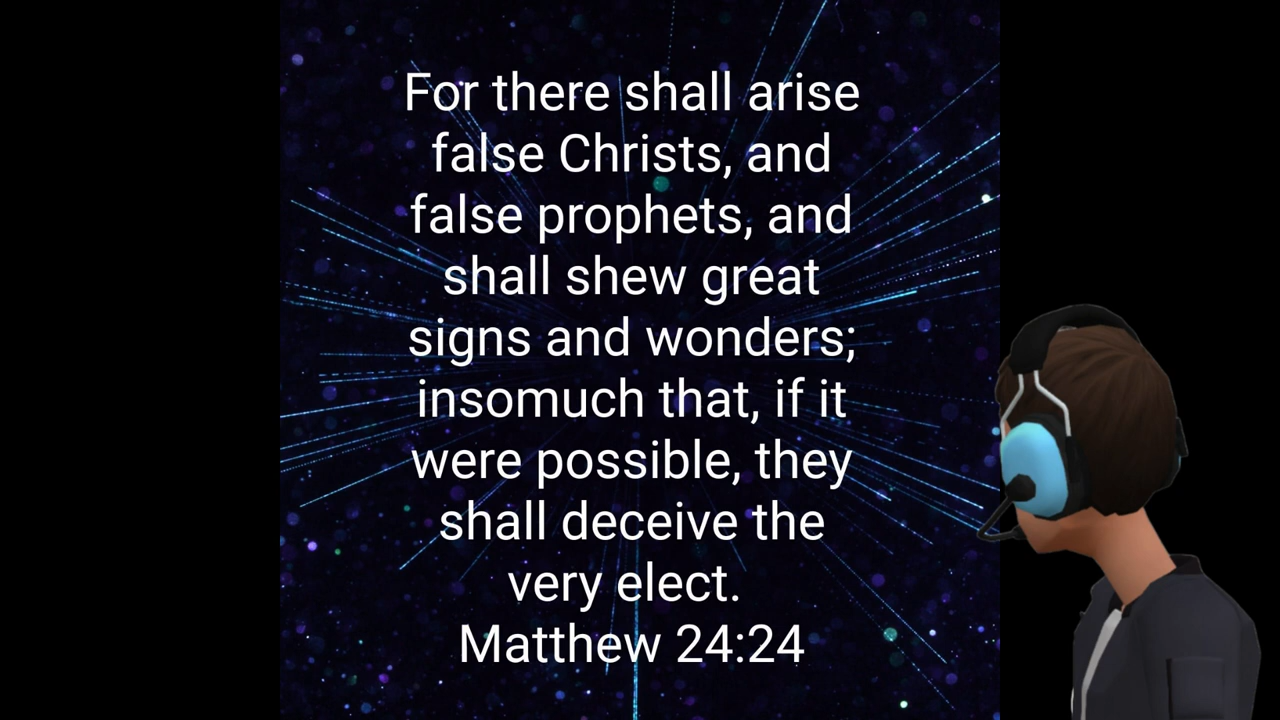 For there shall arise
false Christs, and
false prophets, and
shall shew great
signs and wonders;
insomuch that, if it
were possible, they
shall deceive the
very elect.
Matthew 24:24